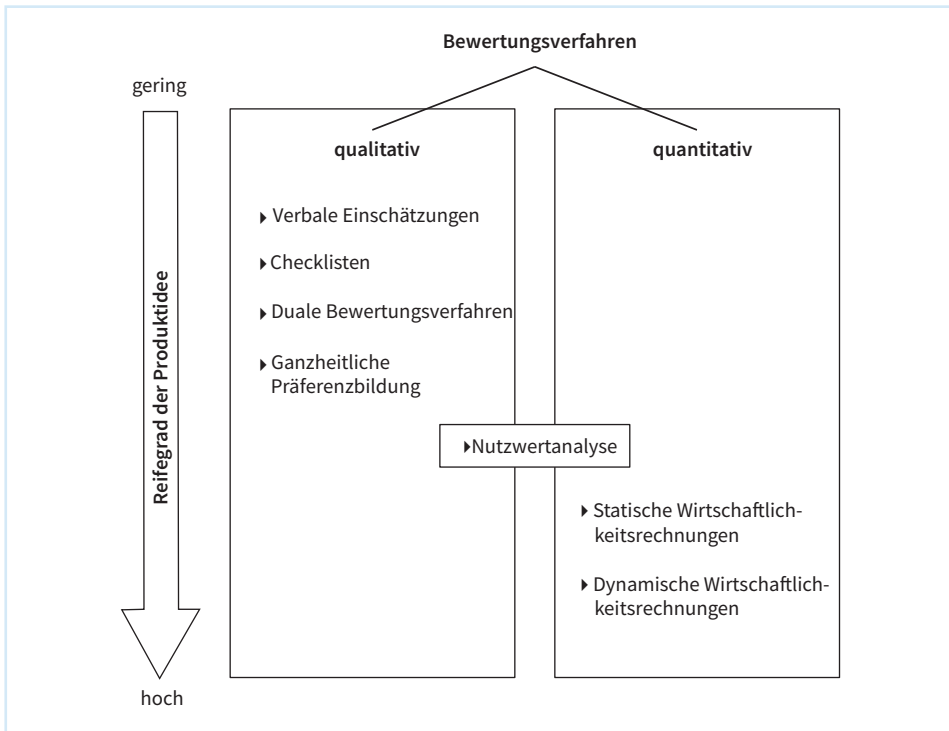 Bewertungsverfahren
gering
qualitativ
quantitativ
Verbale Einschätzungen
Checklisten
Duale Bewertungsverfahren
Ganzheitliche
Präferenzbildung
Nutzwertanalyse
Statische Wirtschaftlich-
keitsrechnungen
Dynamische Wirtschaftlich-
keitsrechnungen
Reifegrad der Produktidee
hoch